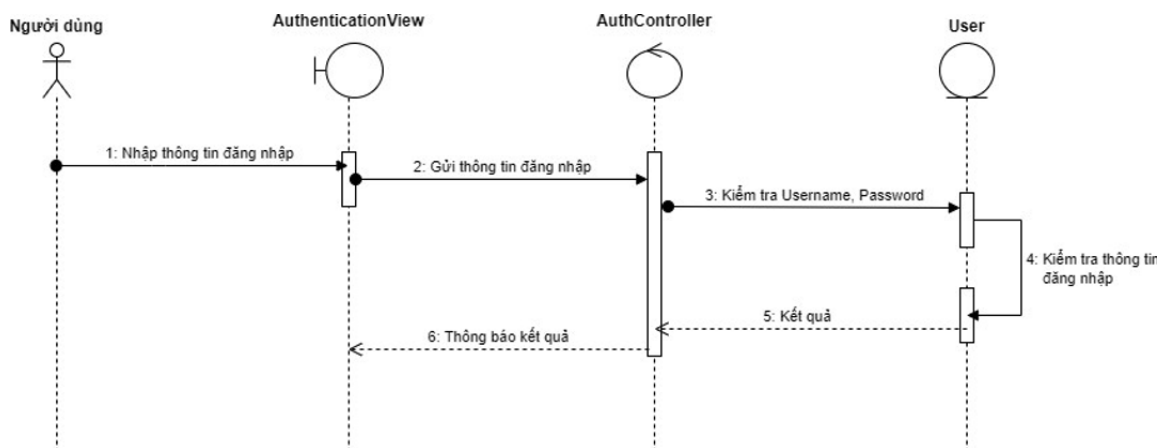 Người dùng
AuthenticationView
AuthController
User
1: Nhập thông tin đăng nhập
2: Gửi thông tin đăng nhập
3: Kiểm tra Username, Password
4: Kiểm tra thông tin
đăng nhập
5: Kết quả
6: Thông báo kết quả